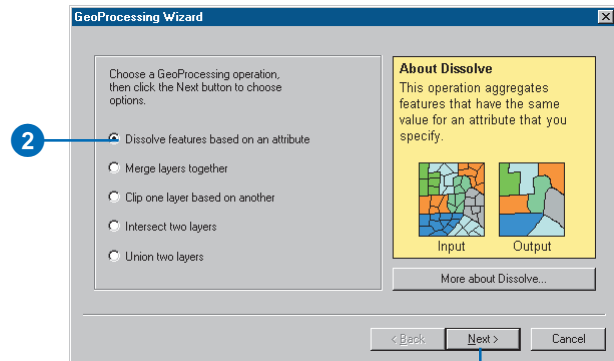 GeoProcessing Wizard
Choose a GeoProcessing operation,
then click the Next button to choose
options.
2
Dissolve features based on an attribute
Merge layers together
Clip one layer based on another
Intersect two layers
Union two layers
About Dissolve
This operation aggregates
features that have the same
value for an attribute that you
specify.
Input Output
More about Dissolve...
< Back Next > Cancel